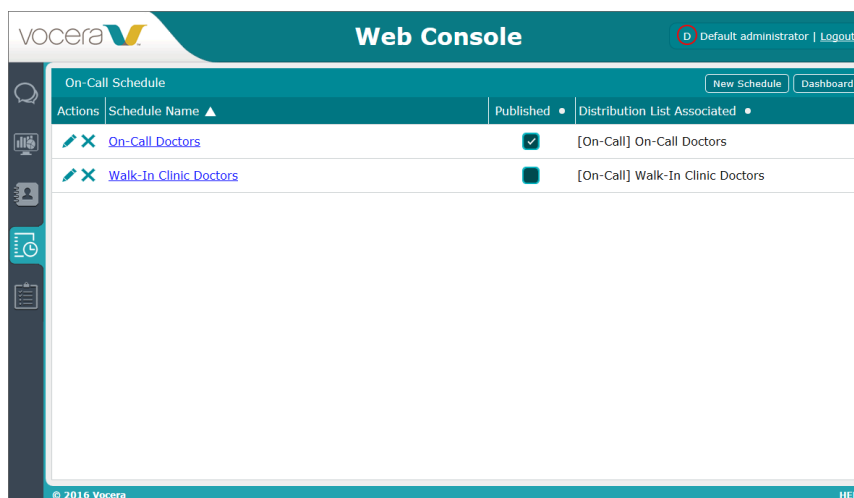 vocera
Web Console
D Default administrator | Logout
On-Call Schedule
New Schedule
Dashboard
Actions Schedule Name ▲ Published • Distribution List Associated •
On-Call Doctors [On-Call] On-Call Doctors
Walk-In Clinic Doctors [On-Call] Walk-In Clinic Doctors
© 2016 Vocera